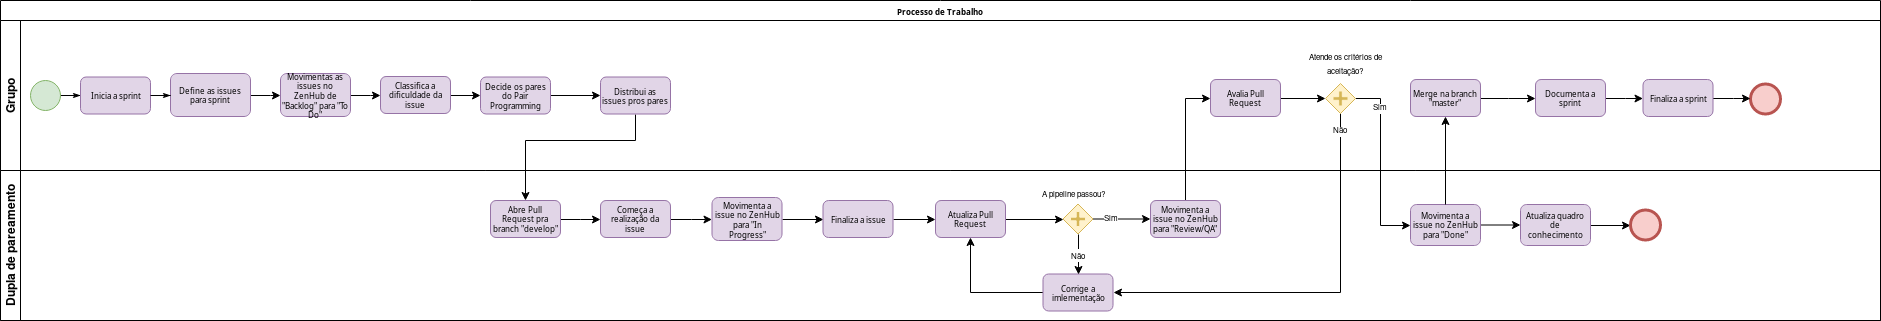 Processo de Trabalho
Grupo
Inicia a sprint
Define as issues
para sprint
Movimentas as
issues no
ZenHub de
"Backlog" para "To
Do"
Classifica a
dificuldade da
issue
Decide os pares
do Pair
Programming
Distribui as
issues pros pares
Avalia Pull
Request
Atende os critérios de
aceitação?
Sim
Não
Merge na branch
"master"
Documenta a
sprint
Finaliza a sprint
Dupla de pareamento
Abre Pull
Request pra
branch "develop"
Começa a
realização da
issue
Movimenta a
issue no ZenHub
para "In
Progress"
Finaliza a issue
Atualiza Pull
Request
A pipeline passou?
Sim
Não
Corrige a
imlementação
Movimenta a
issue no ZenHub
para "Review/QA"
Movimenta a
issue no ZenHub
para "Done"
Atualiza quadro
de
conhecimento